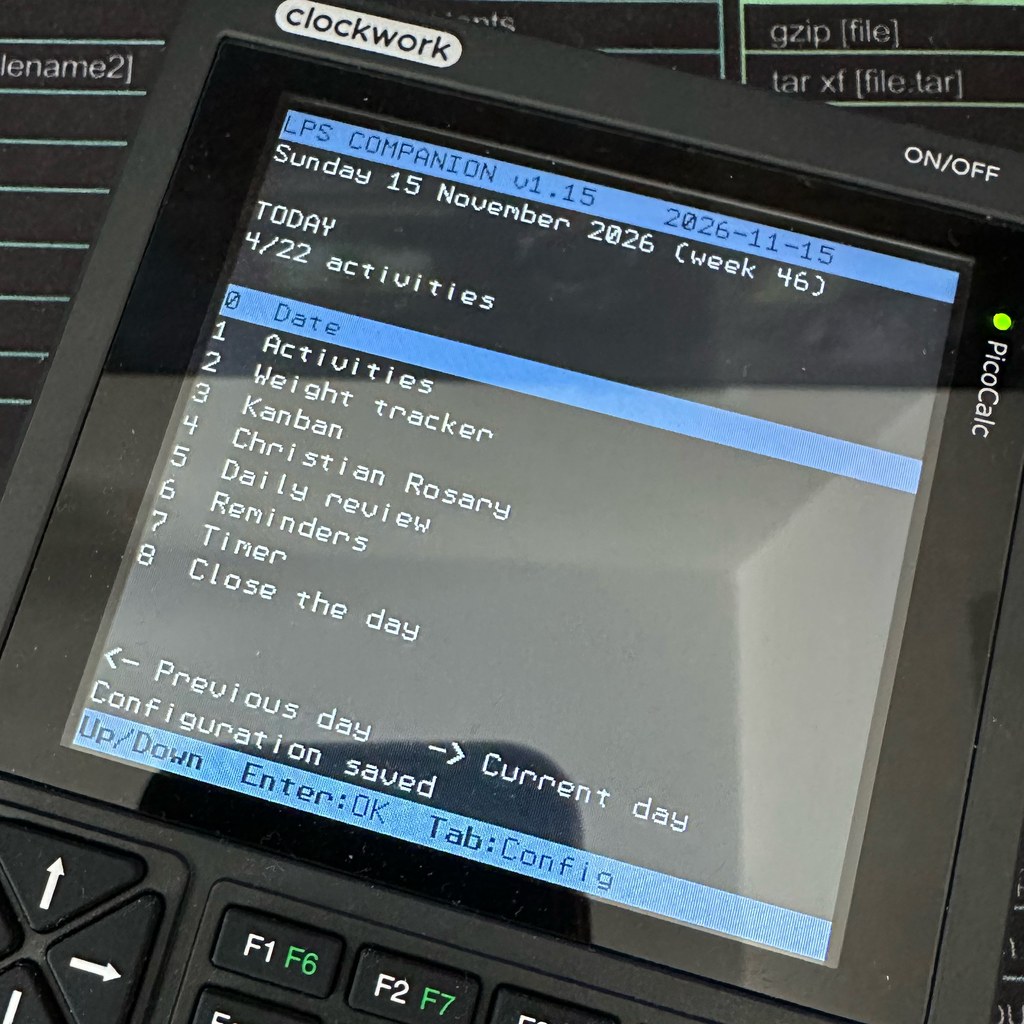 clockwork
gzip [file]
lename2]
tar xf [file.tar]
ON/OFF
LPS COMPANION v1.15 2026-11-15
Sunday 15 November 2026 (week 46)
TODAY
4/22 activities
0 Date
1 Activities
2 Weight tracker
3 Kanban
4 Christian Rosary
5 Daily review
6 Reminders
7 Timer
8 Close the day
<- Previous day -> Current day
Configuration saved
Up/Down Enter:OK Tab:Config
PicoCalc
F1 F6
F2 F7